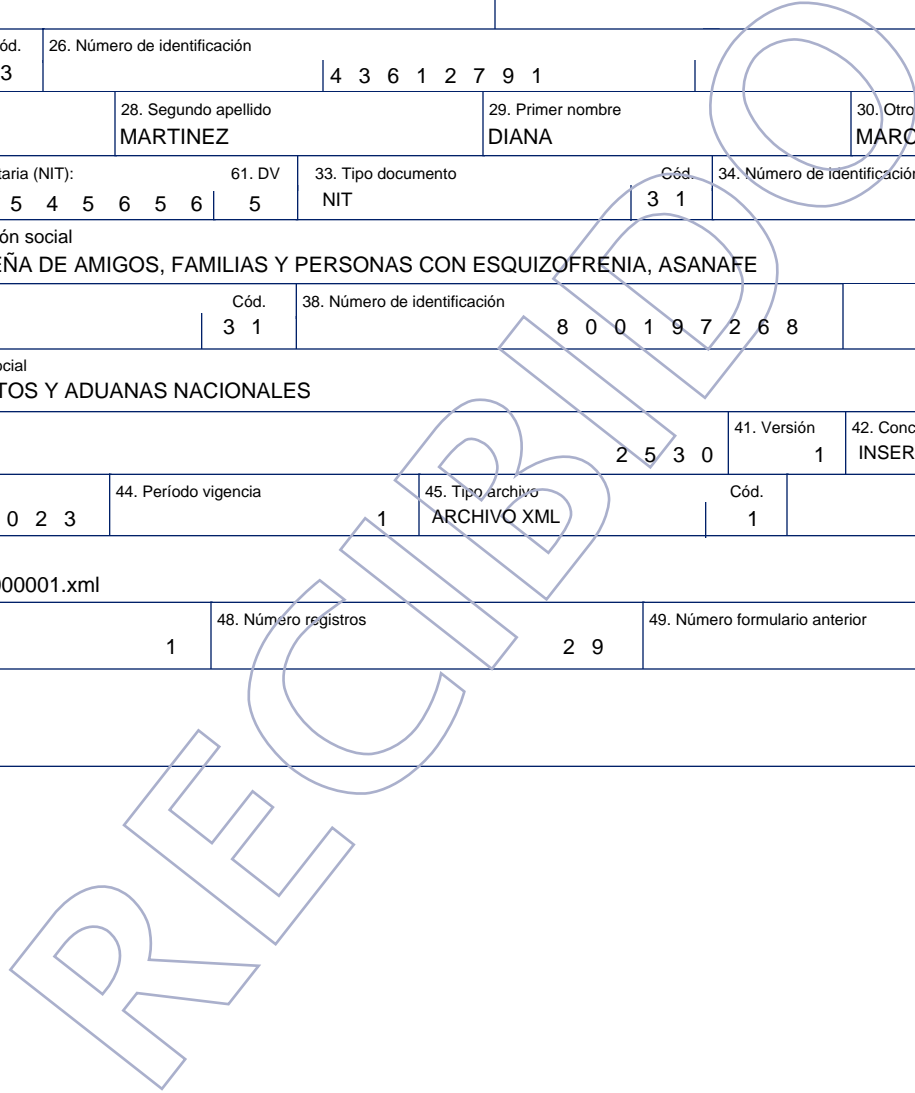 ód. 26. Número de identificación
3 4 3 6 1 2 7 9 1
28. Segundo apellido 29. Primer nombre 30. Otro
MARTINEZ DIANA MARC
taria (NIT): 61. DV 33. Tipo documento Cód. 34. Número de identificación
5 4 5 6 5 6 5 NIT 3 1
ón social
EÑA DE AMIGOS, FAMILIAS Y PERSONAS CON ESQUIZOFRENIA, ASANAFE
Cód. 38. Número de identificación
3 1 8 0 0 1 9 7 2 6 8
ocial
TOS Y ADUANAS NACIONALES
41. Versión 42. Conc
2 5 3 0 1 INSER
44. Período vigencia 45. Tipo archivo Cód.
0 2 3 1 ARCHIVO XML 1
000001.xml
48. Número registros 49. Número formulario anterior
1 2 9
RECIBIDO